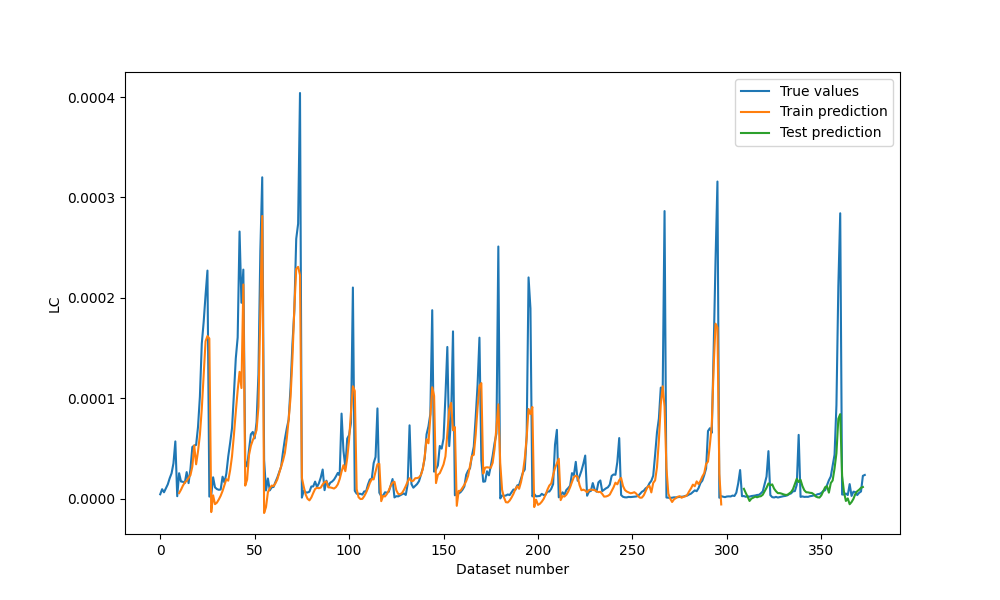 True values
Train prediction
Test prediction
0.0004
0.0003
0.0002
0.0001
0.0000
LC
0 50 100 150 200 250 300 350
Dataset number